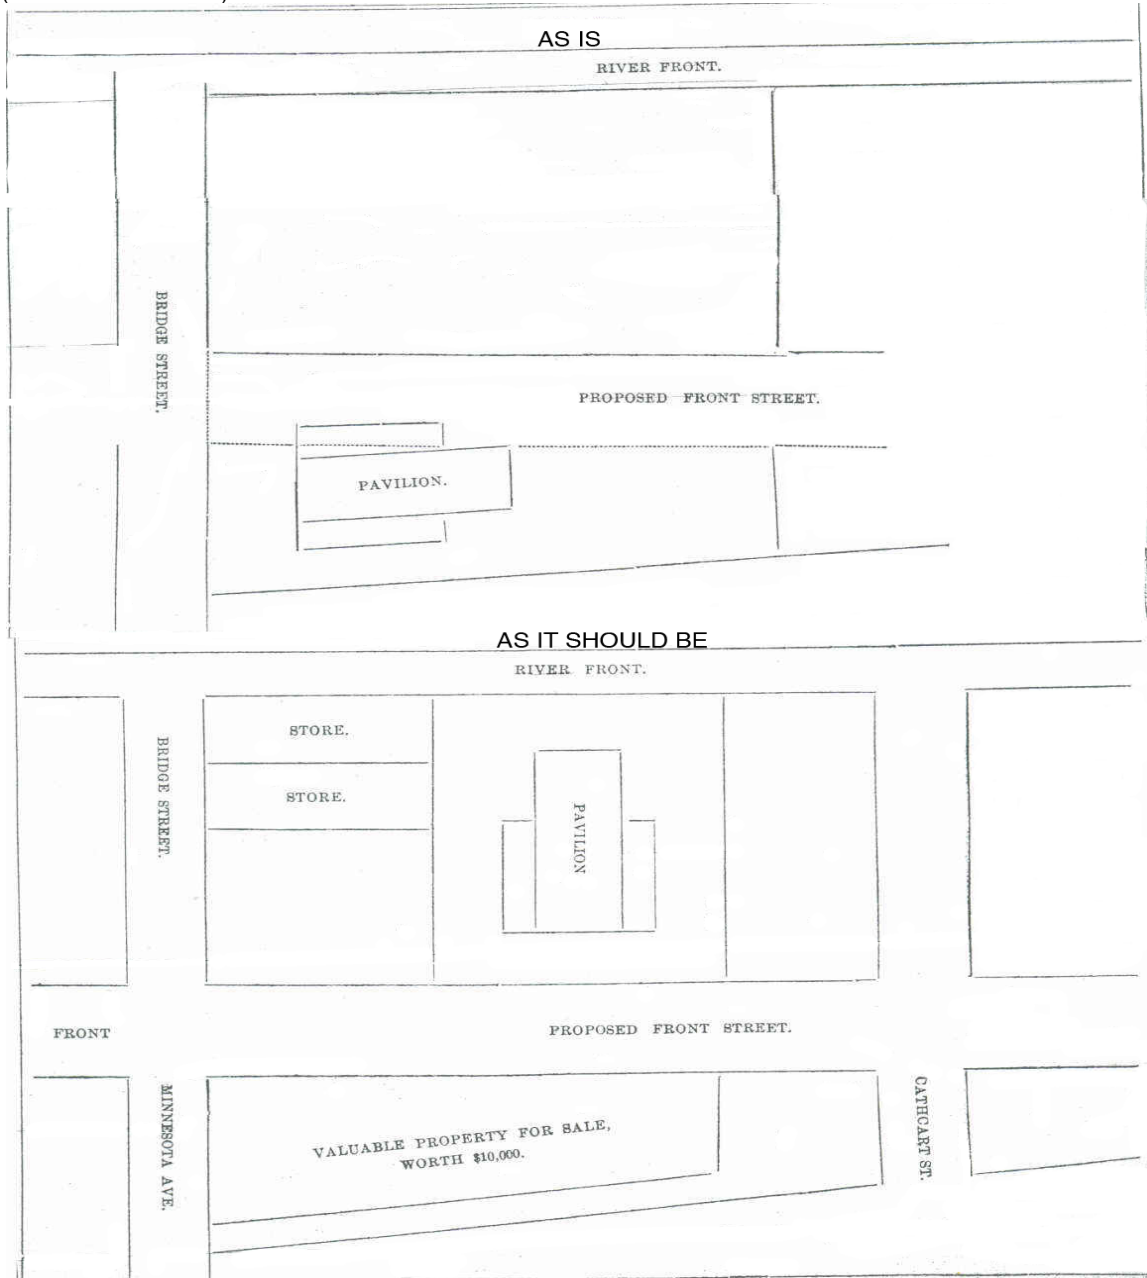 AS IS
RIVER FRONT.
BRIDGE STREET.
PROPOSED FRONT STREET.
PAVILION.
AS IT SHOULD BE
RIVER FRONT.
STORE.
BRIDGE STREET.
STORE.
PAVILION
FRONT
PROPOSED FRONT STREET.
MINNESOTA AVE.
VALUABLE PROPERTY FOR SALE,
WORTH $10,000.
CATHCART ST.